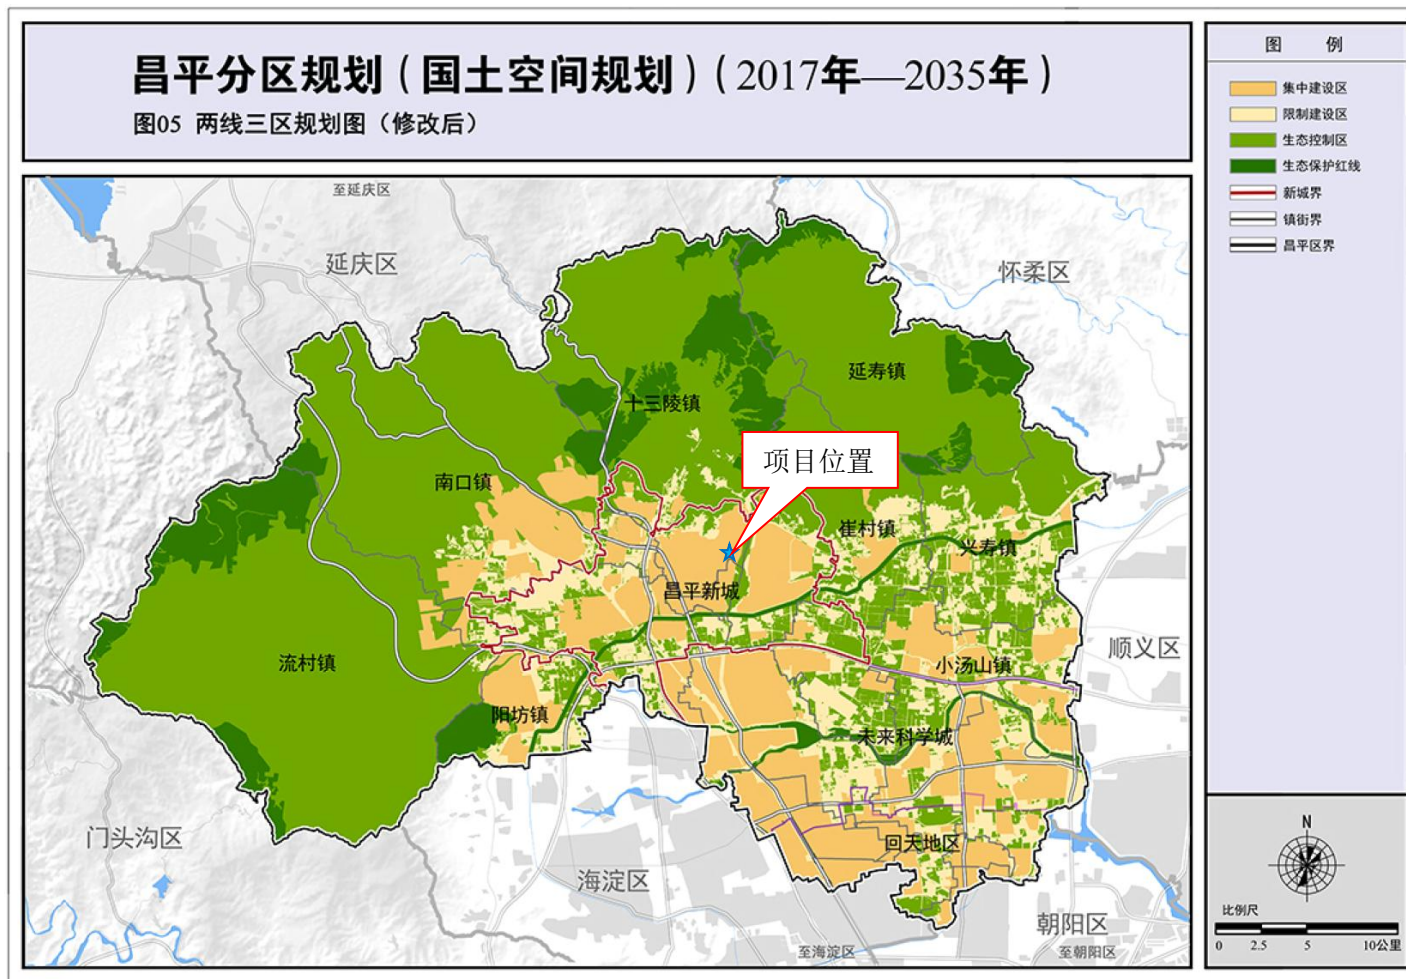 昌平分区规划（国土空间规划）（2017年—2035年）
图05 两线三区规划图（修改后）
图 例
集中建设区
限制建设区
生态控制区
生态保护红线
新城界
镇街界
昌平区界
至延庆区
延庆区
怀柔区
延寿镇
十三陵镇
项目位置
南口镇
崔村镇
兴寿镇
昌平新城
流村镇
顺义区
小汤山镇
阳坊镇
未来科学城
门头沟区
回天地区
海淀区
朝阳区
至海淀区
至朝阳区
N
比例尺
0 2.5 5 10公里